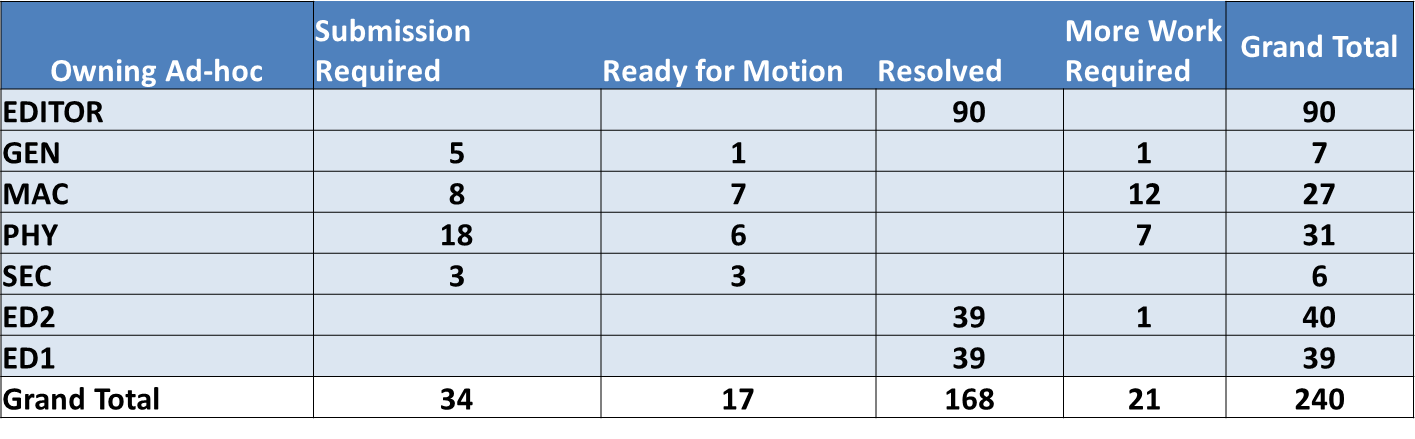 Owning Ad-hoc Submission Required Ready for Motion Resolved More Work Required Grand Total
EDITOR 90 90
GEN 5 1 1 7
MAC 8 7 12 27
PHY 18 6 7 31
SEC 3 3 6
ED2 39 1 40
ED1 39 39
Grand Total 34 17 168 21 240